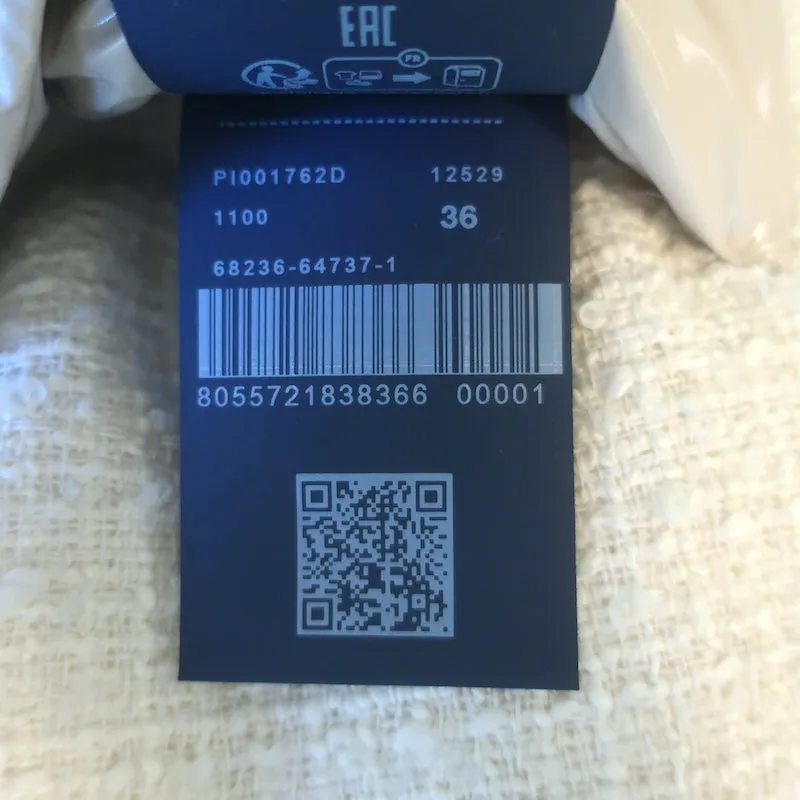 EAC
FR
PI001762D 12529
1100 36
68236-64737-1
8055721838366 00001